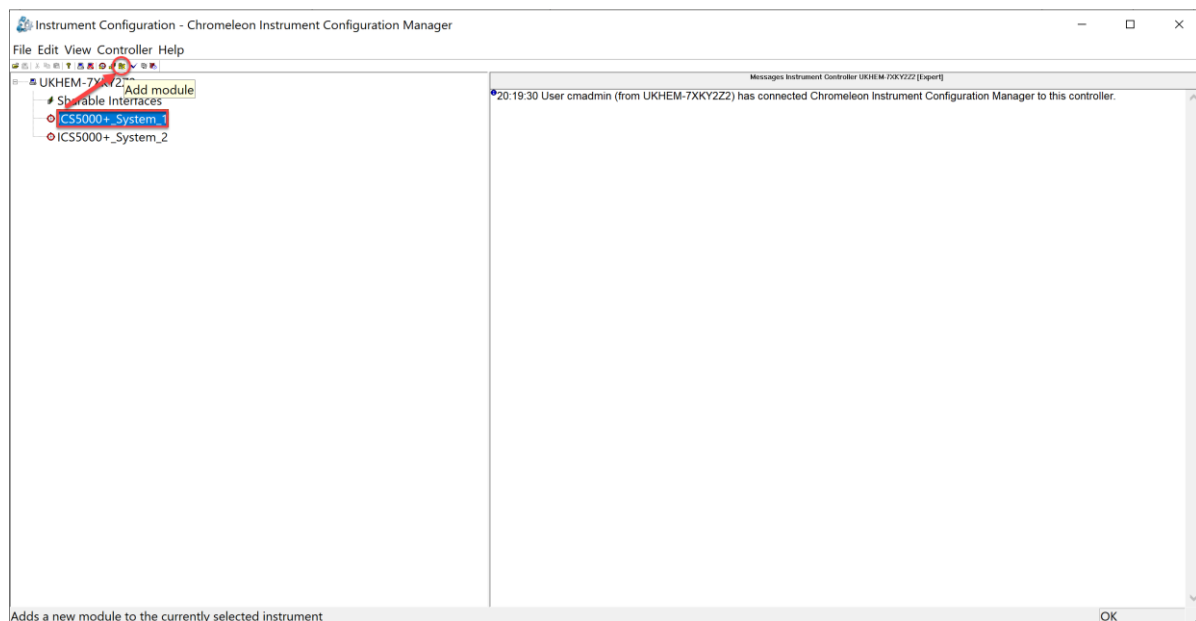 Instrument Configuration - Chromeleon Instrument Configuration Manager
File Edit View Controller Help
UKHEM-7XKY2Z2
Add module
Sharable Interfaces
ICS5000+_System_1
ICS5000+_System_2
Messages Instrument Controller UKHEM-7XKY2Z2 [Expert]
20:19:30 User cmadmin (from UKHEM-7XKY2Z2) has connected Chromeleon Instrument Configuration Manager to this controller.
Adds a new module to the currently selected instrument
OK